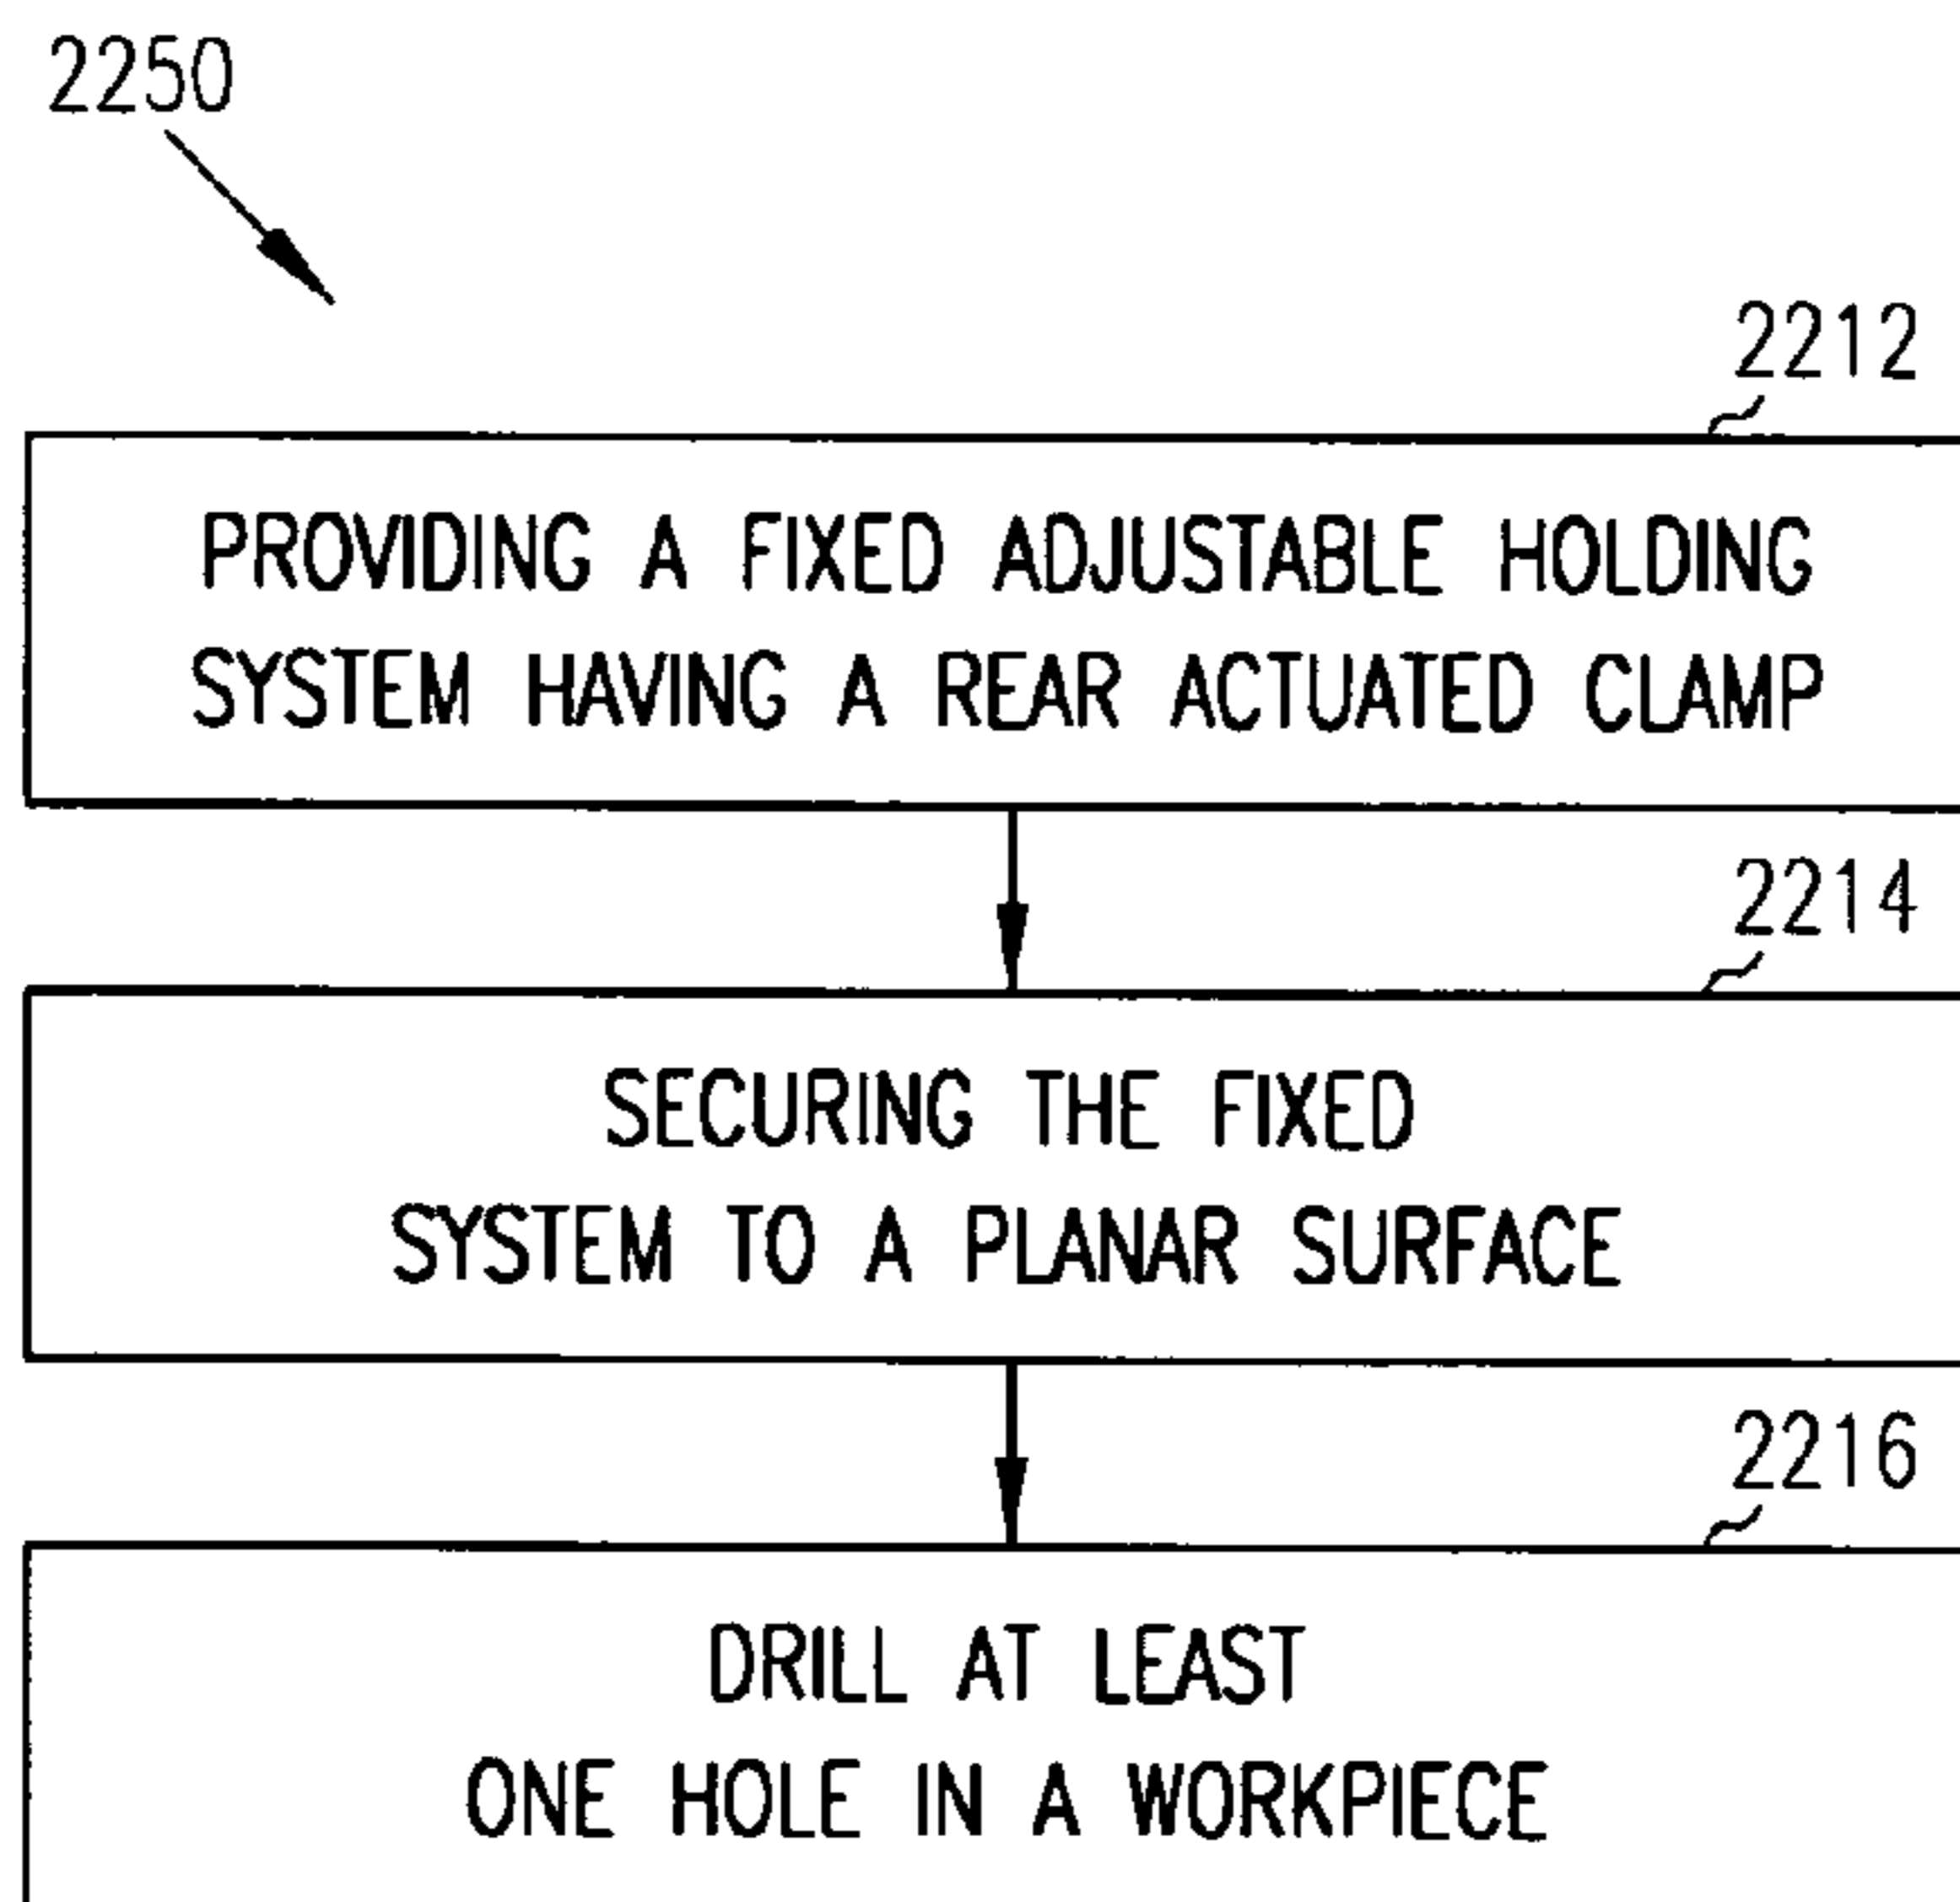 2250
2212
PROVIDING A FIXED ADJUSTABLE HOLDING
SYSTEM HAVING A REAR ACTUATED CLAMP
2214
SECURING THE FIXED
SYSTEM TO A PLANAR SURFACE
2216
DRILL AT LEAST
ONE HOLE IN A WORKPIECE